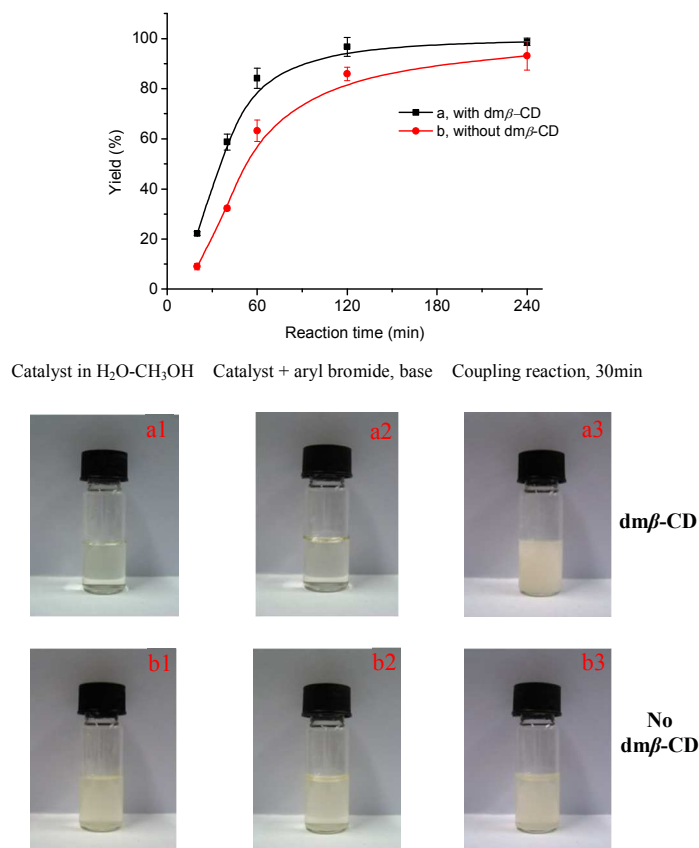 100
80
60
40
20
0
Yield (%)
a, with dmβ-CD
b, without dmβ-CD
0 60 120 180 240
Reaction time (min)
Catalyst in H₂O-CH₃OH Catalyst + aryl bromide, base Coupling reaction, 30min
a1 a2 a3
dmβ-CD
b1 b2 b3
No
dmβ-CD